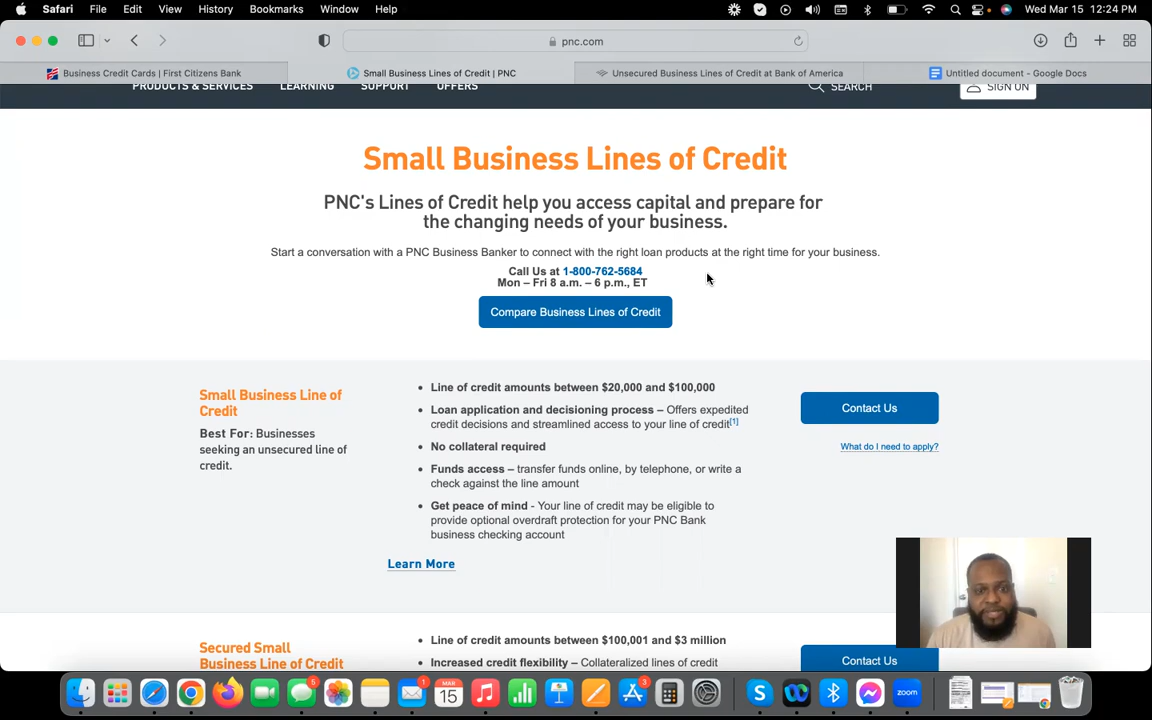 Safari File Edit View History Bookmarks Window Help Wed Mar 15 12:24 PM
pnc.com
Business Credit Cards | First Citizens Bank
Small Business Lines of Credit | PNC
Unsecured Business Lines of Credit at Bank of America
Untitled document - Google Docs
PRODUCTS & SERVICES LEARNING SUPPORT OFFERS SEARCH SIGN ON
Small Business Lines of Credit
PNC's Lines of Credit help you access capital and prepare for
the changing needs of your business.
Start a conversation with a PNC Business Banker to connect with the right loan products at the right time for your business.
Call Us at 1-800-762-5684
Mon – Fri 8 a.m. – 6 p.m., ET
Compare Business Lines of Credit
Small Business Line of
Credit
Best For: Businesses
seeking an unsecured line of
credit.
• Line of credit amounts between $20,000 and $100,000
• Loan application and decisioning process – Offers expedited
credit decisions and streamlined access to your line of credit[1]
• No collateral required
• Funds access – transfer funds online, by telephone, or write a
check against the line amount
• Get peace of mind - Your line of credit may be eligible to
provide optional overdraft protection for your PNC Bank
business checking account
Learn More
Contact Us
What do I need to apply?
Secured Small
Business Line of Credit
• Line of credit amounts between $100,001 and $3 million
• Increased credit flexibility – Collateralized lines of credit
Contact Us
5
1
MAR
15
3
zoom